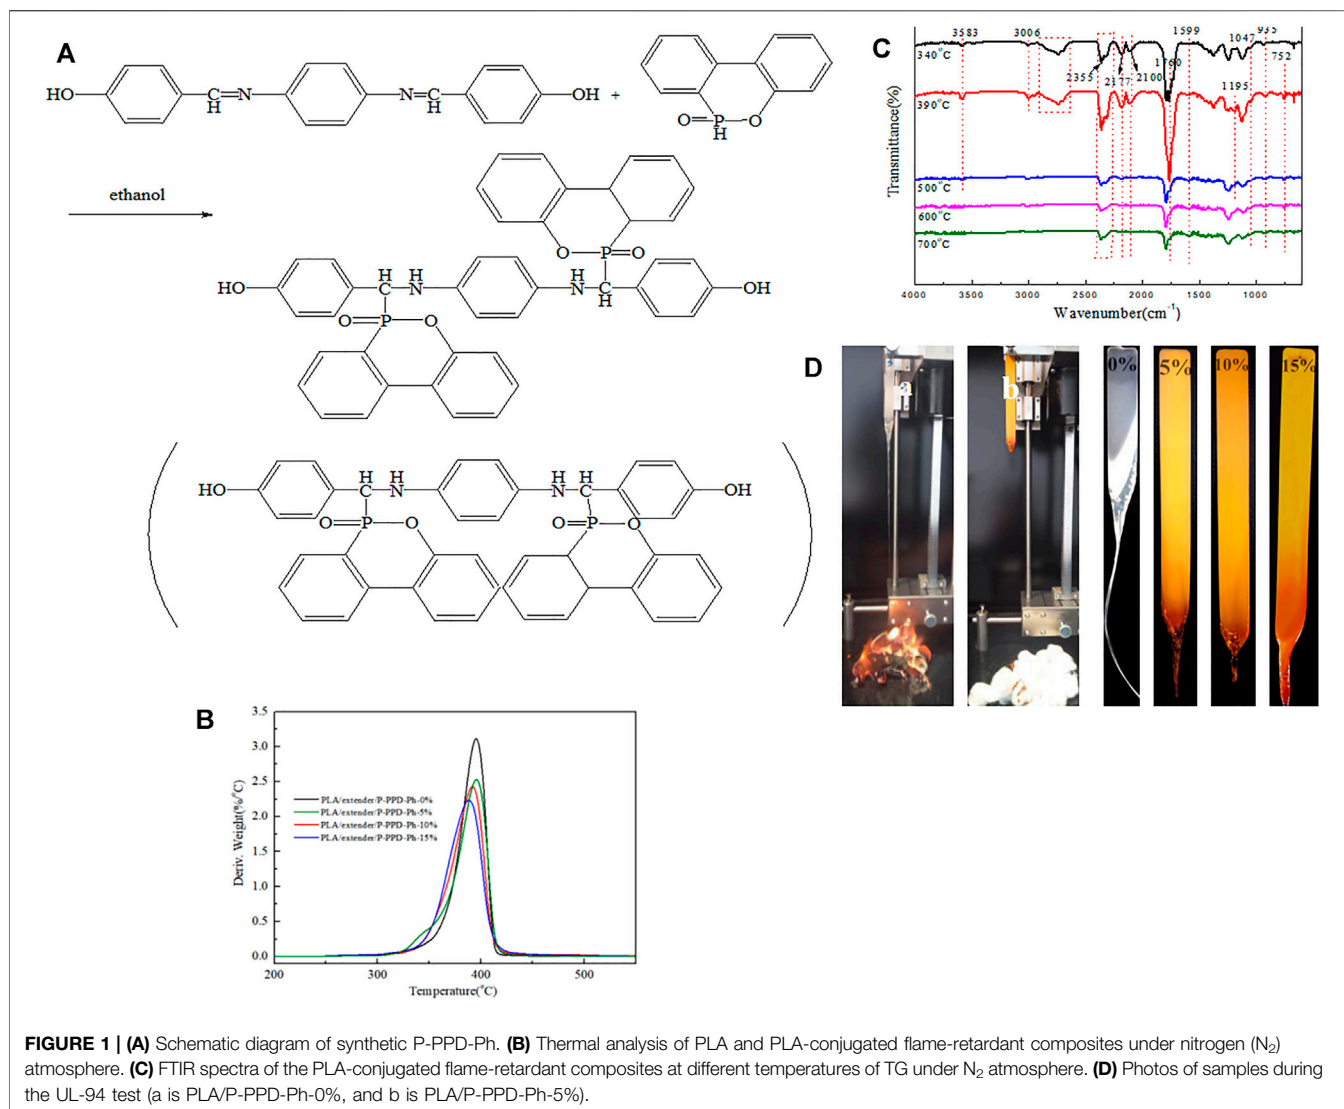 A
HO
C
H
N
N
C
H
OH
+
O
P
H
O
ethanol
O
P
O
HO
H
C
H
N
H
N
C
H
OH
O
P
O
HO
H
C
H
N
H
N
H
C
OH
O
P
O
O
P
O
B
3.5
3.0
2.5
2.0
1.5
1.0
0.5
0.0
Deriv. Weight(%/°C)
PLA/extender/P-PPD-Ph-0%
PLA/extender/P-PPD-Ph-5%
PLA/extender/P-PPD-Ph-10%
PLA/extender/P-PPD-Ph-15%
200 300 400 500
Temperature(°C)
C
3583 3006 1599 1047 935
340°C 2355 2177 1760 2100 752
390°C 1195
500°C
600°C
700°C
Transmittance(%)
4000 3500 3000 2500 2000 1500 1000
Wavenumber(cm⁻¹)
D
a
b
0%
5%
10%
15%
FIGURE 1 | (A) Schematic diagram of synthetic P-PPD-Ph. (B) Thermal analysis of PLA and PLA-conjugated flame-retardant composites under nitrogen (N₂)
atmosphere. (C) FTIR spectra of the PLA-conjugated flame-retardant composites at different temperatures of TG under N₂ atmosphere. (D) Photos of samples during
the UL-94 test (a is PLA/P-PPD-Ph-0%, and b is PLA/P-PPD-Ph-5%).